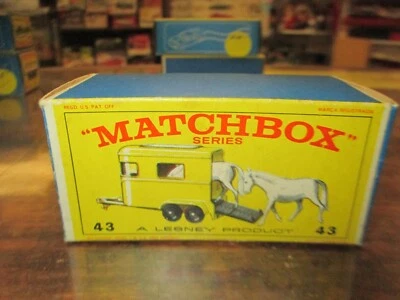 REGD U.S. PAT OFF
MARCA REGISTRADA
"MATCHBOX"
SERIES
43
A LESNEY PRODUCT
43